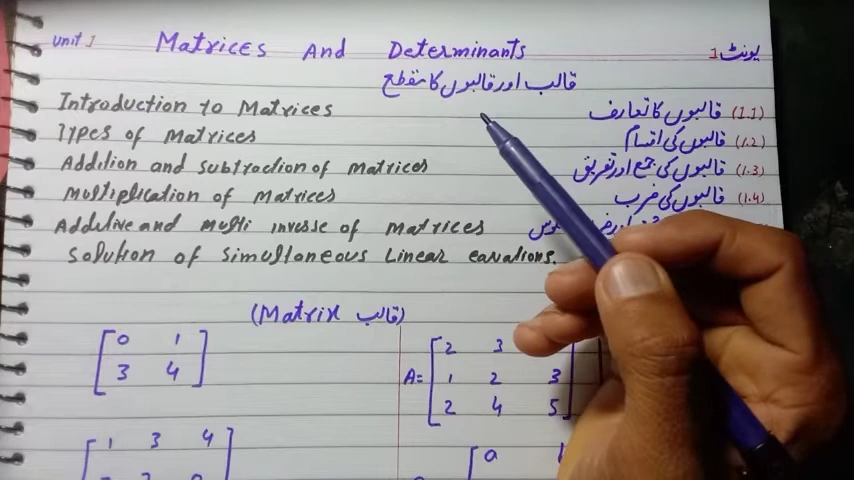 unit 1 Matrices And Determinants یونٹ 1
قالب اور قالبوں کا مقطع
Introduction to Matrices قالبوں کا تعارف (1.1)
Types of Matrices قالبوں کی اقسام (1.2)
Addition and subtraction of Matrices قالبوں کی جمع اور تفریق (1.3)
Multiplication of Matrices قالبوں کی ضرب (1.4)
Additive and multi inverse of Matrices
Solution of Simultaneous Linear equations.
(Matrix قالب)
0 1
3 4
A= 2 3
1 2 3
2 4 5
1 3 4
a